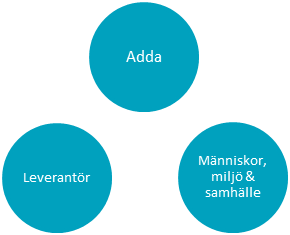 Adda
Leverantör
Människor,
miljö &
samhälle